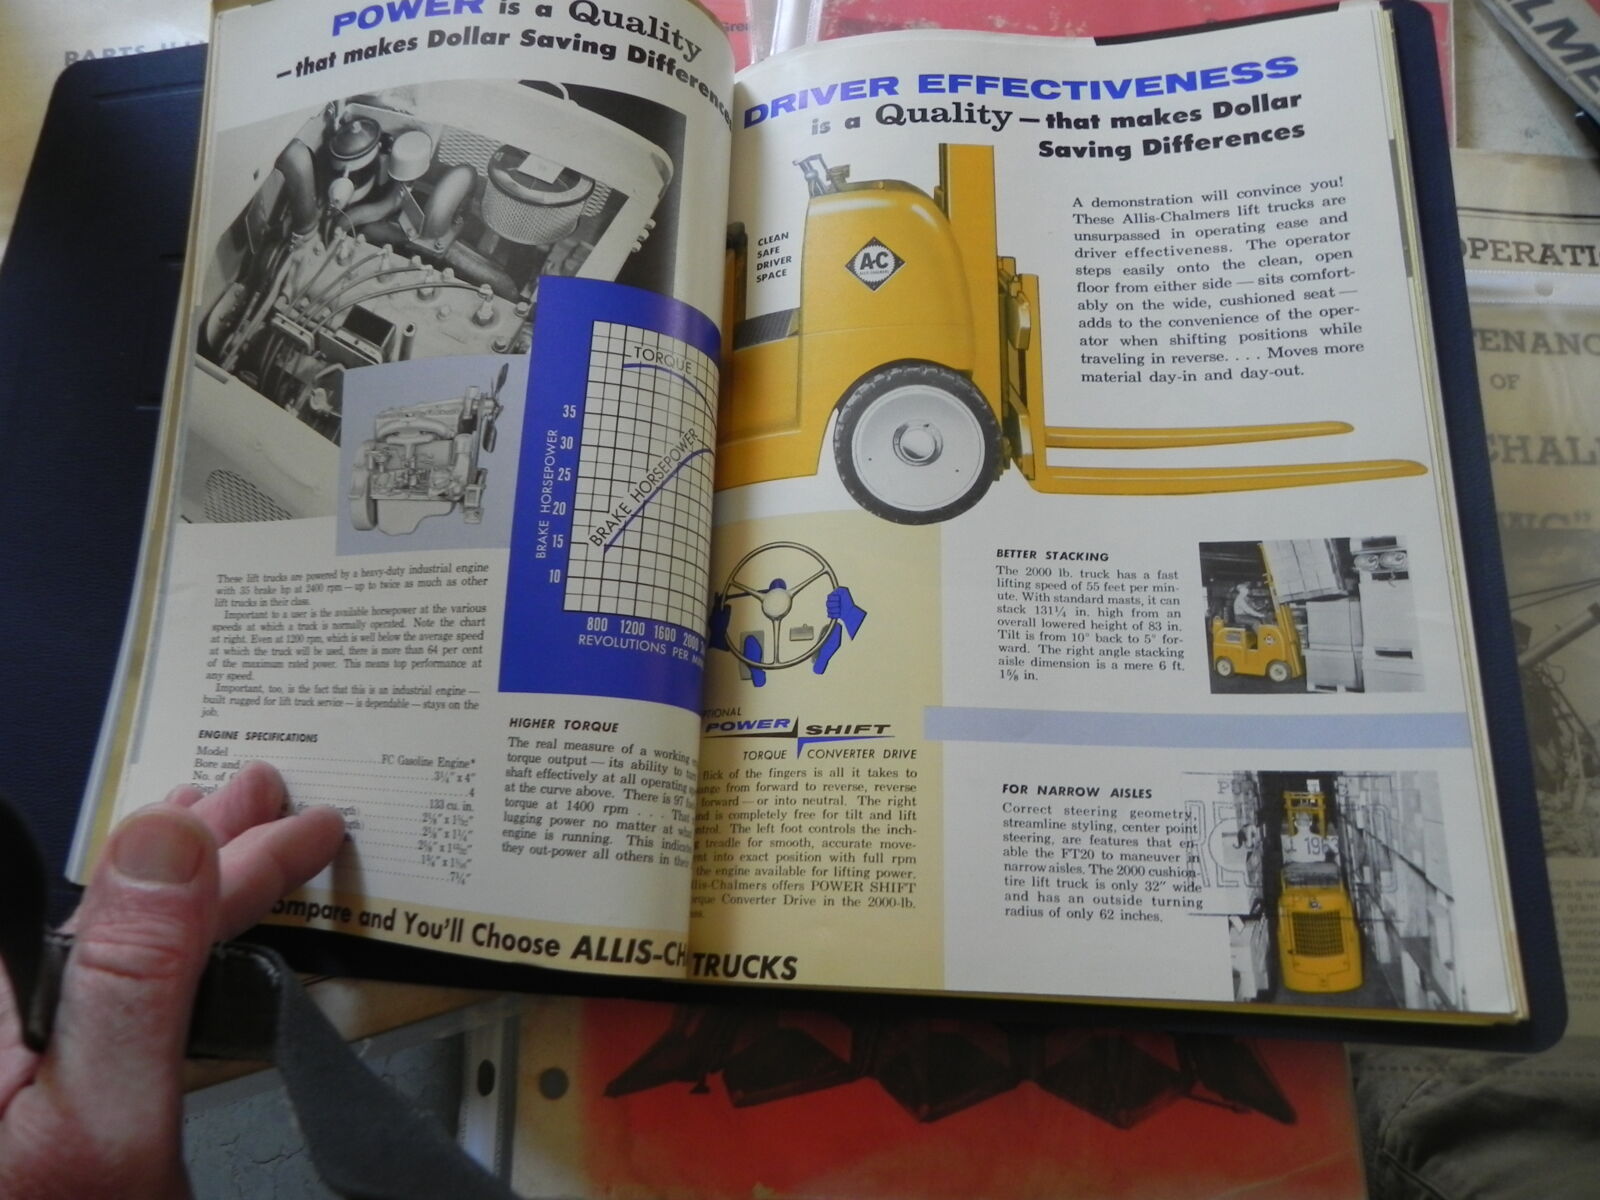 POWER is a Quality
—that makes Dollar Saving Differences
TORQUE
BRAKE HORSEPOWER
35
30
25
20
15
10
BRAKE HORSEPOWER
800 1200 1600 2000
REVOLUTIONS PER
These lift trucks are powered by a heavy-duty industrial engine
with 35 brake hp at 2400 rpm — up to twice as much as other
lift trucks in their class.
Important to a user is the available horsepower at the various
speeds at which a truck is normally operated. Note the chart
at right. Even at 1200 rpm, which is well below the average speed
at which the truck will be used, there is more than 64 per cent
of the maximum rated power. This means top performance at
any speed.
Important, too, is the fact that this is an industrial engine —
built rugged for lift truck service — is dependable — stays on the
job.
ENGINE SPECIFICATIONS
Model FC Gasoline Engine*
Bore and
No. of 4
133 cu. in.
HIGHER TORQUE
The real measure of a working
torque output — its ability to
shaft effectively at all operating
at the curve above. There is 97
torque at 1400 rpm . . . That
lugging power no matter at
engine is running. This
they out-power all others in
ompare and You'll Choose ALLIS-CH
DRIVER EFFECTIVENESS
is a Quality — that makes Dollar
Saving Differences
CLEAN
SAFE
DRIVER
SPACE
A-C
ALLIS-CHALMERS
A demonstration will convince you!
These Allis-Chalmers lift trucks are
unsurpassed in operating ease and
driver effectiveness. The operator
steps easily onto the clean, open
floor from either side — sits comfort-
ably on the wide, cushioned seat —
adds to the convenience of the oper-
ator when shifting positions while
traveling in reverse. . . . Moves more
material day-in and day-out.
POWER SHIFT
TORQUE CONVERTER DRIVE
flick of the fingers is all it takes to
from forward to reverse, reverse
forward — or into neutral. The right
is completely free for tilt and lift
The left foot controls the inch-
treadle for smooth, accurate move-
into exact position with full rpm
the engine available for lifting power.
llis-Chalmers offers POWER SHIFT
rque Converter Drive in the 2000-lb.
TRUCKS
BETTER STACKING
The 2000 lb. truck has a fast
lifting speed of 55 feet per min-
ute. With standard masts, it can
stack 131¼ in. high from an
overall lowered height of 83 in.
Tilt is from 10° back to 5° for-
ward. The right angle stacking
aisle dimension is a mere 6 ft.
1⅝ in.
FOR NARROW AISLES
Correct steering geometry,
streamline styling, center point
steering, are features that en-
able the FT20 to maneuver in
narrow aisles. The 2000 cushion
tire lift truck is only 32" wide
and has an outside turning
radius of only 62 inches.
OPERATI
TENANC
OF
CHAL